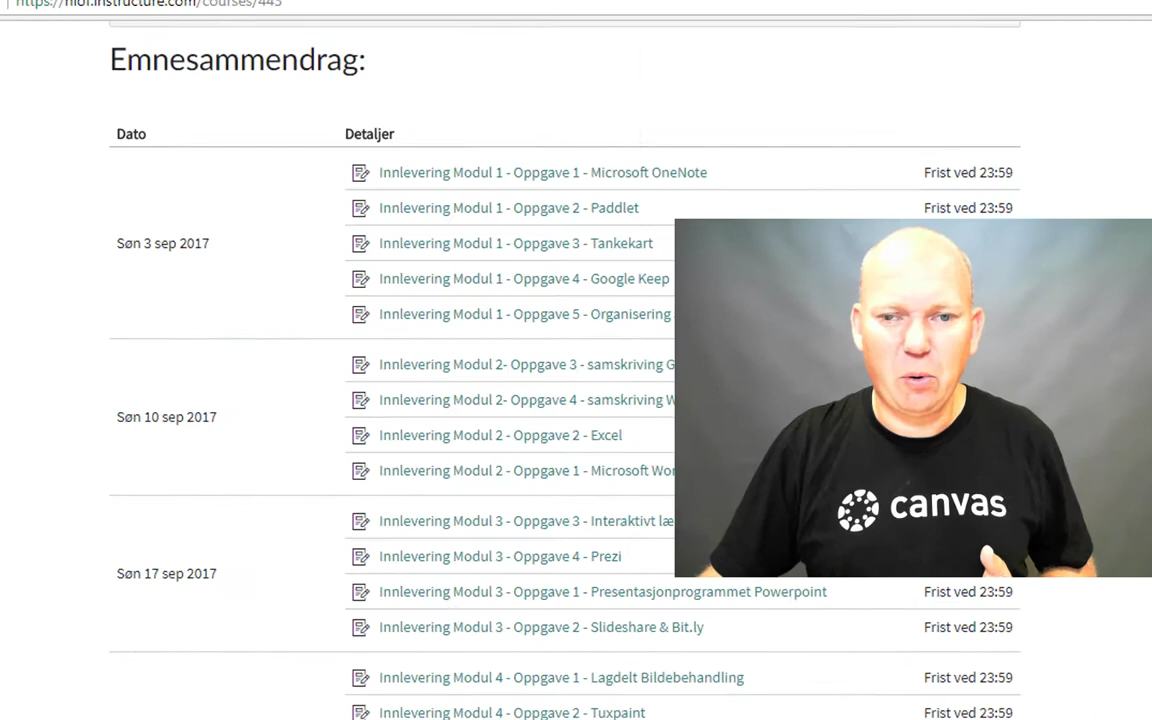 https://hiof.instructure.com/courses/443
Emnesammendrag:
Dato Detaljer
Innlevering Modul 1 - Oppgave 1 - Microsoft OneNote Frist ved 23:59
Innlevering Modul 1 - Oppgave 2 - Paddlet Frist ved 23:59
Søn 3 sep 2017 Innlevering Modul 1 - Oppgave 3 - Tankekart
Innlevering Modul 1 - Oppgave 4 - Google Keep
Innlevering Modul 1 - Oppgave 5 - Organisering
Innlevering Modul 2- Oppgave 3 - samskriving G
Innlevering Modul 2- Oppgave 4 - samskriving W
Søn 10 sep 2017 Innlevering Modul 2 - Oppgave 2 - Excel
Innlevering Modul 2 - Oppgave 1 - Microsoft Wor
canvas
Innlevering Modul 3 - Oppgave 3 - Interaktivt læ
Innlevering Modul 3 - Oppgave 4 - Prezi
Søn 17 sep 2017 Innlevering Modul 3 - Oppgave 1 - Presentasjonprogrammet Powerpoint Frist ved 23:59
Innlevering Modul 3 - Oppgave 2 - Slideshare & Bit.ly Frist ved 23:59
Innlevering Modul 4 - Oppgave 1 - Lagdelt Bildebehandling Frist ved 23:59
Innlevering Modul 4 - Oppgave 2 - Tuxpaint Frist ved 23:59